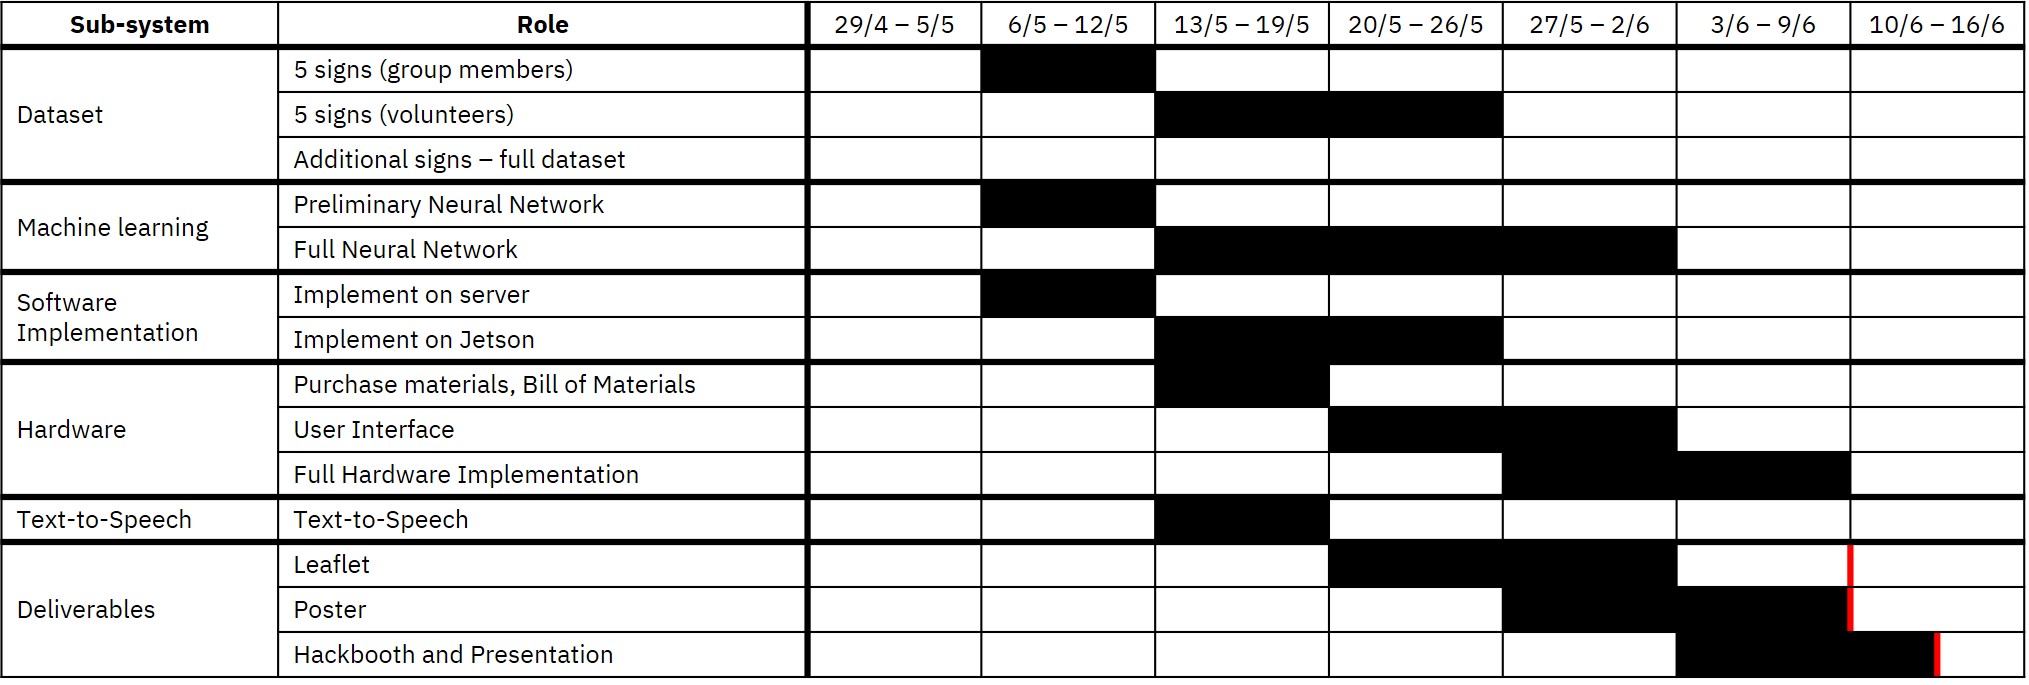 Sub-system Role 29/4 – 5/5 6/5 – 12/5 13/5 – 19/5 20/5 – 26/5 27/5 – 2/6 3/6 – 9/6 10/6 – 16/6
Dataset
5 signs (group members)
5 signs (volunteers)
Additional signs – full dataset
Machine learning
Preliminary Neural Network
Full Neural Network
Software
Implementation
Implement on server
Implement on Jetson
Hardware
Purchase materials, Bill of Materials
User Interface
Full Hardware Implementation
Text-to-Speech Text-to-Speech
Deliverables
Leaflet
Poster
Hackbooth and Presentation